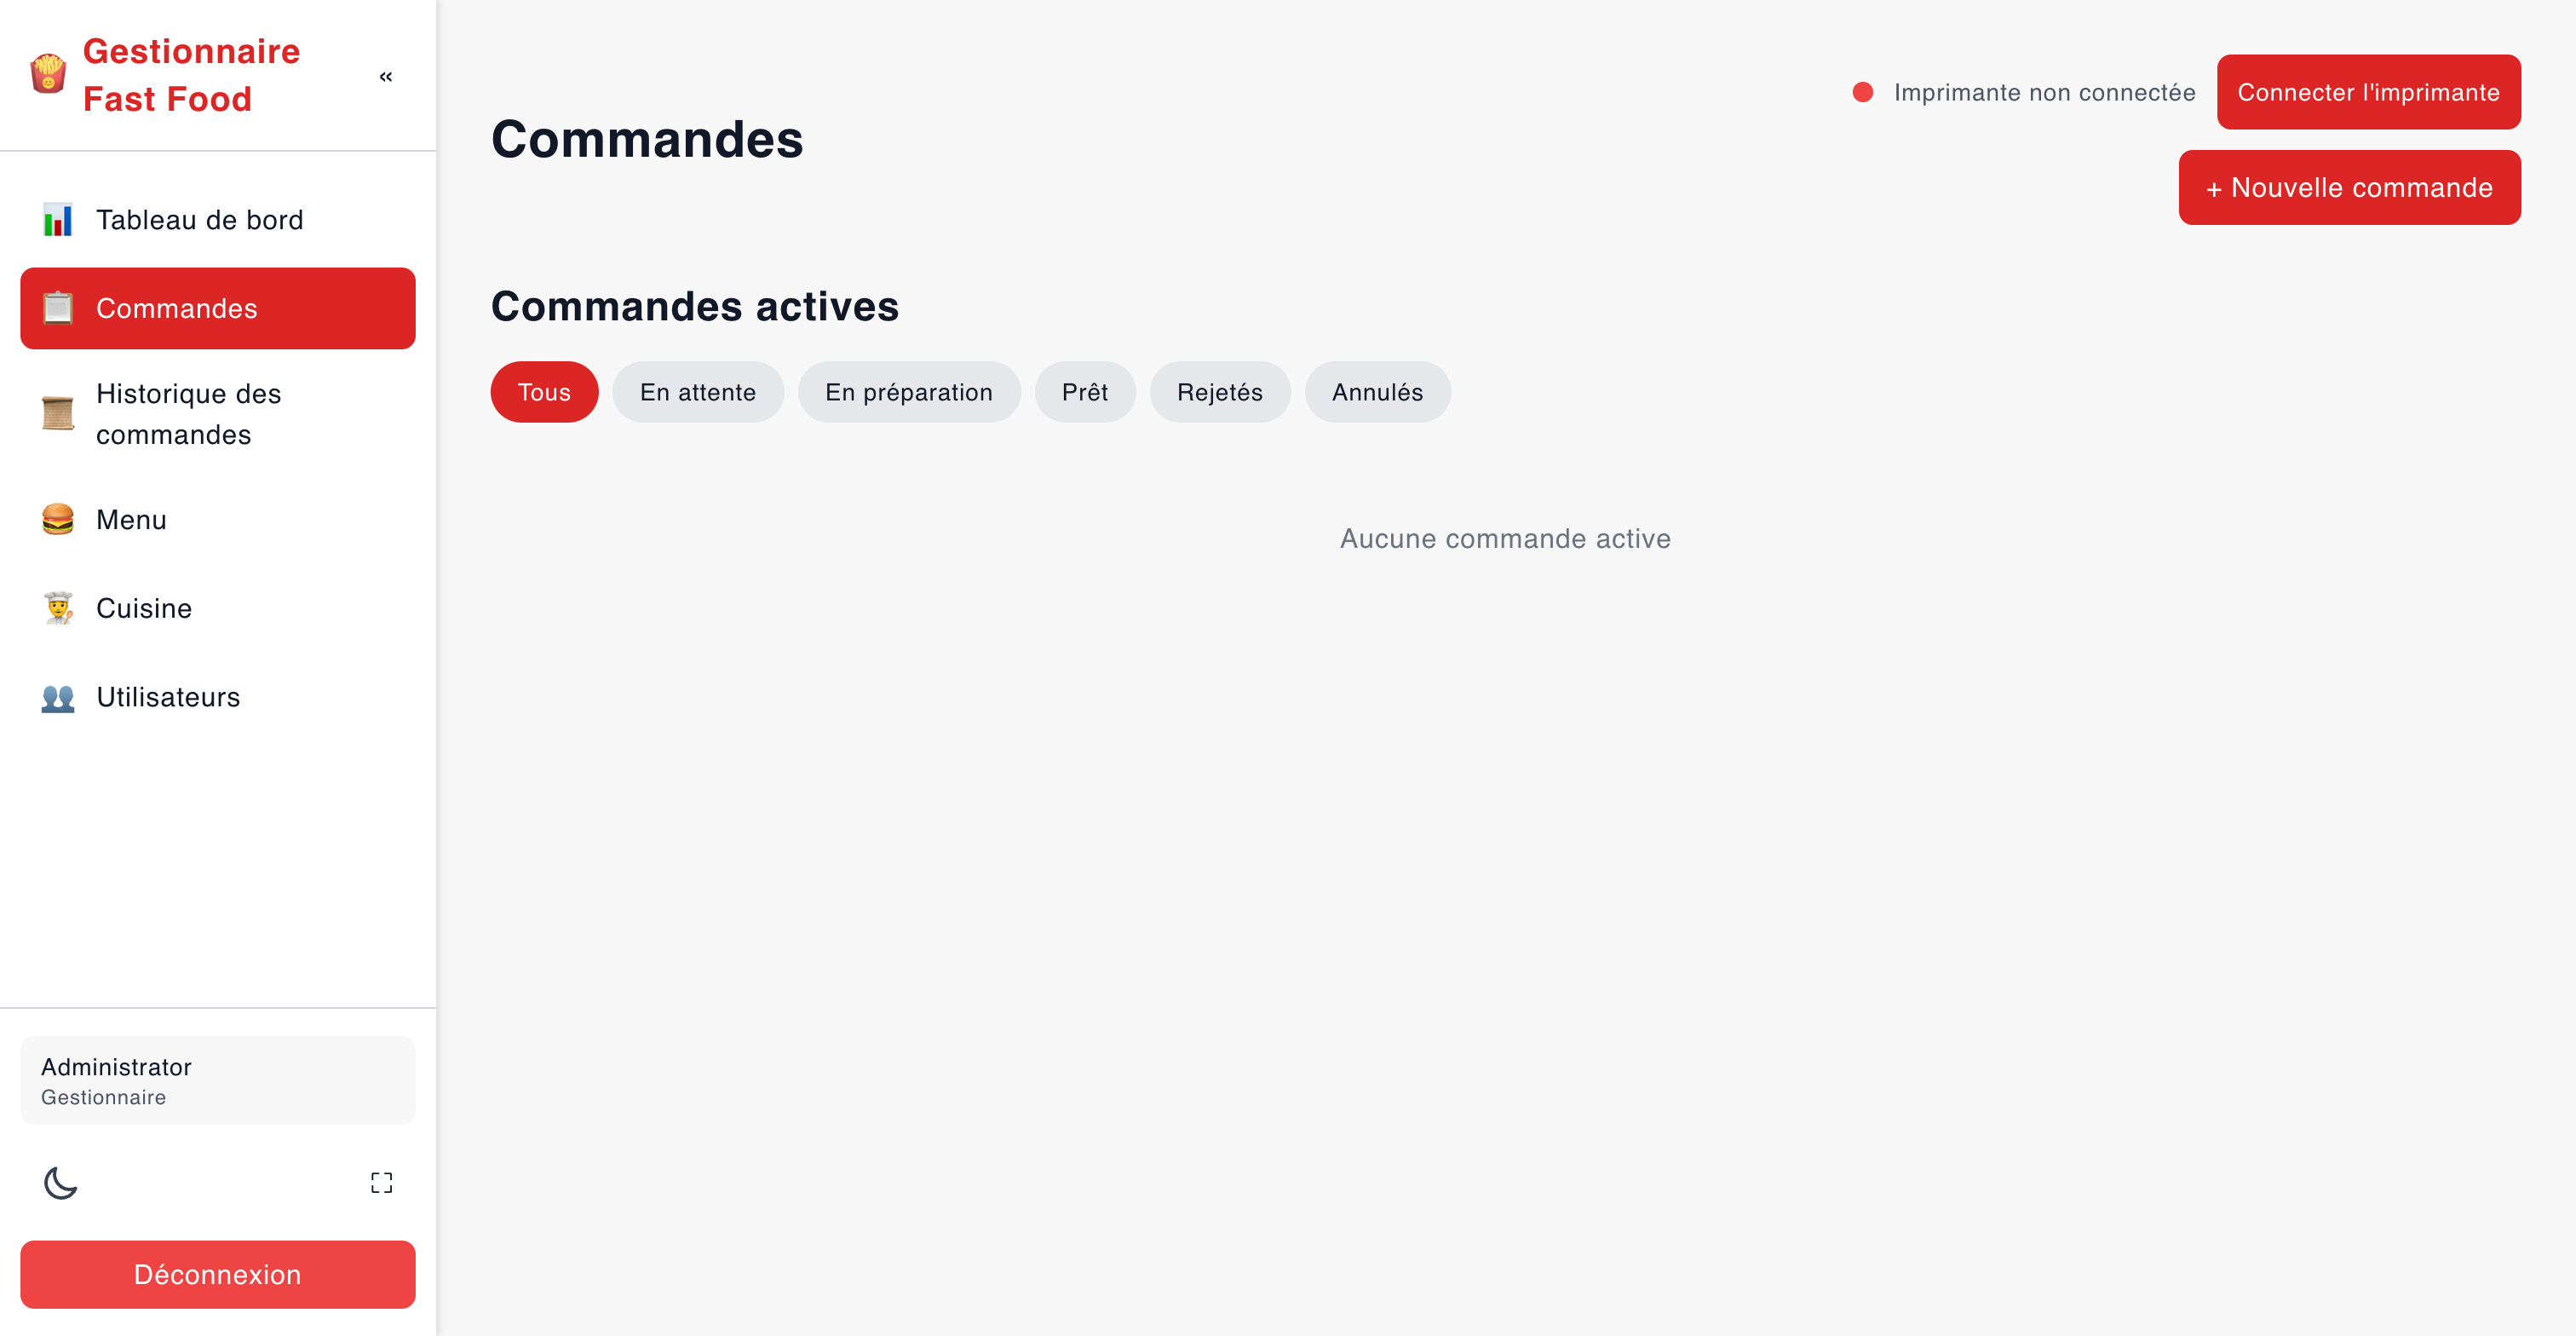 Gestionnaire
Fast Food
«
Tableau de bord
Commandes
Historique des
commandes
Menu
Cuisine
Utilisateurs
Administrator
Gestionnaire
Déconnexion
Commandes
Imprimante non connectée
Connecter l'imprimante
+ Nouvelle commande
Commandes actives
Tous
En attente
En préparation
Prêt
Rejetés
Annulés
Aucune commande active